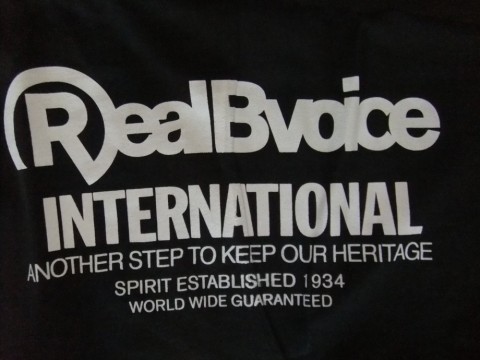 RealBvoice
INTERNATIONAL
ANOTHER STEP TO KEEP OUR HERITAGE
SPIRIT ESTABLISHED 1934
WORLD WIDE GUARANTEED